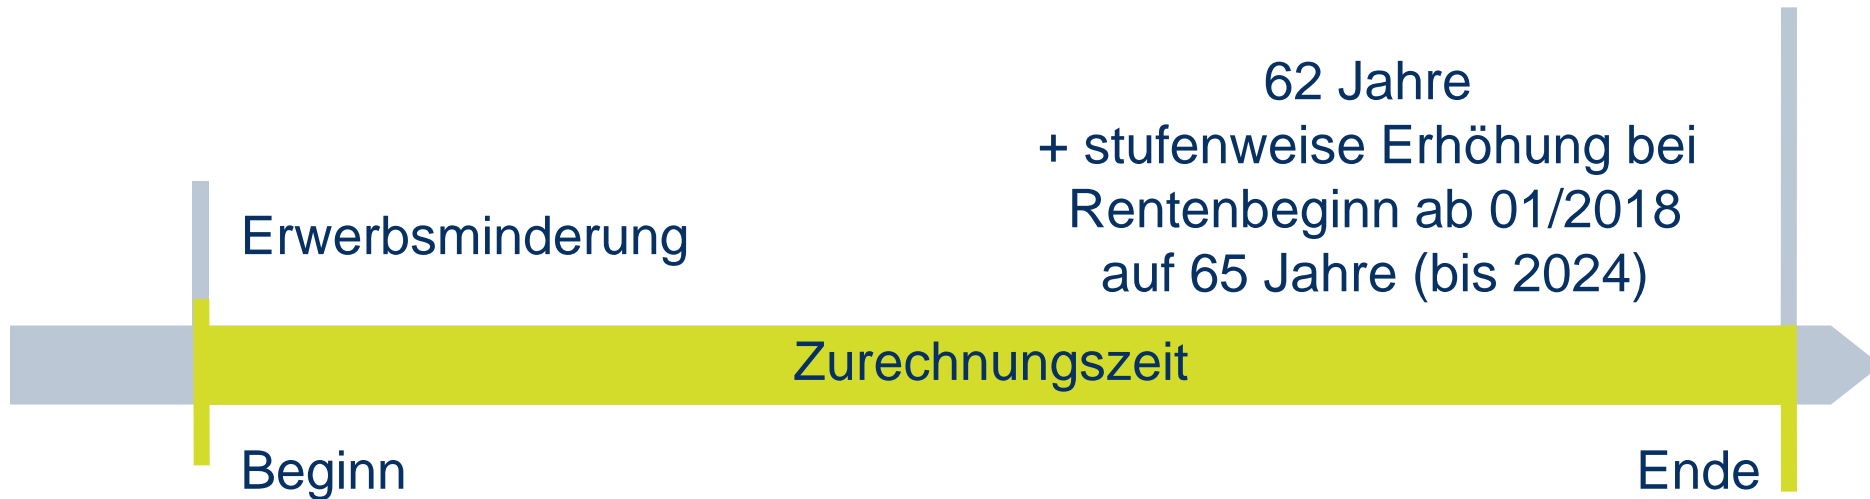 62 Jahre
+ stufenweise Erhöhung bei
Rentenbeginn ab 01/2018
auf 65 Jahre (bis 2024)
Erwerbsminderung
Zurechnungszeit
Beginn
Ende